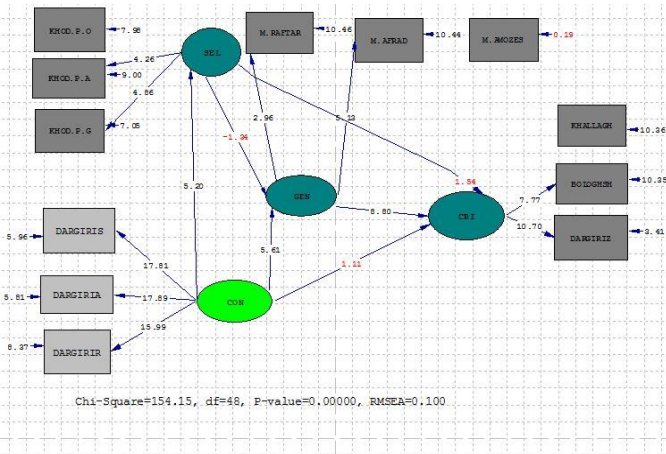 KHOD.P.O
7.98
SEL
M.RAFTAR
10.46
M.AFRAD
10.44
M.AMOZES
0.19
4.26
KHOD.P.A
9.00
4.86
KHOD.P.G
7.05
-1.34
2.96
5.13
KHALLAGH
10.36
5.20
1.54
BOLDGHSH
10.35
GEN
8.80
7.77
CRI
10.70
DARGIRIZ
3.41
5.96
DARGIRIS
17.81
5.61
1.11
5.81
DARGIRIA
17.89
CON
15.99
8.37
DARGIRIR
Chi-Square=154.15, df=48, P-value=0.00000, RMSEA=0.100